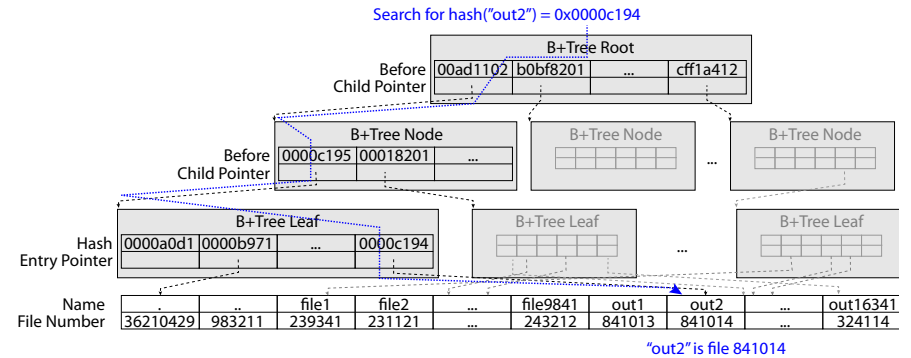 Search for hash("out2") = 0x0000c194
B+Tree Root
Before 00ad1102 b0bf8201 ... cff1a412
Child Pointer
B+Tree Node B+Tree Node B+Tree Node
Before 0000c195 00018201 ... ...
Child Pointer
B+Tree Leaf B+Tree Leaf B+Tree Leaf
Hash 0000a0d1 0000b971 ... 0000c194 ...
Entry Pointer
Name . .. file1 file2 ... file9841 out1 out2 ... out16341
File Number 36210429 983211 239341 231121 ... 243212 841013 841014 ... 324114
"out2" is file 841014